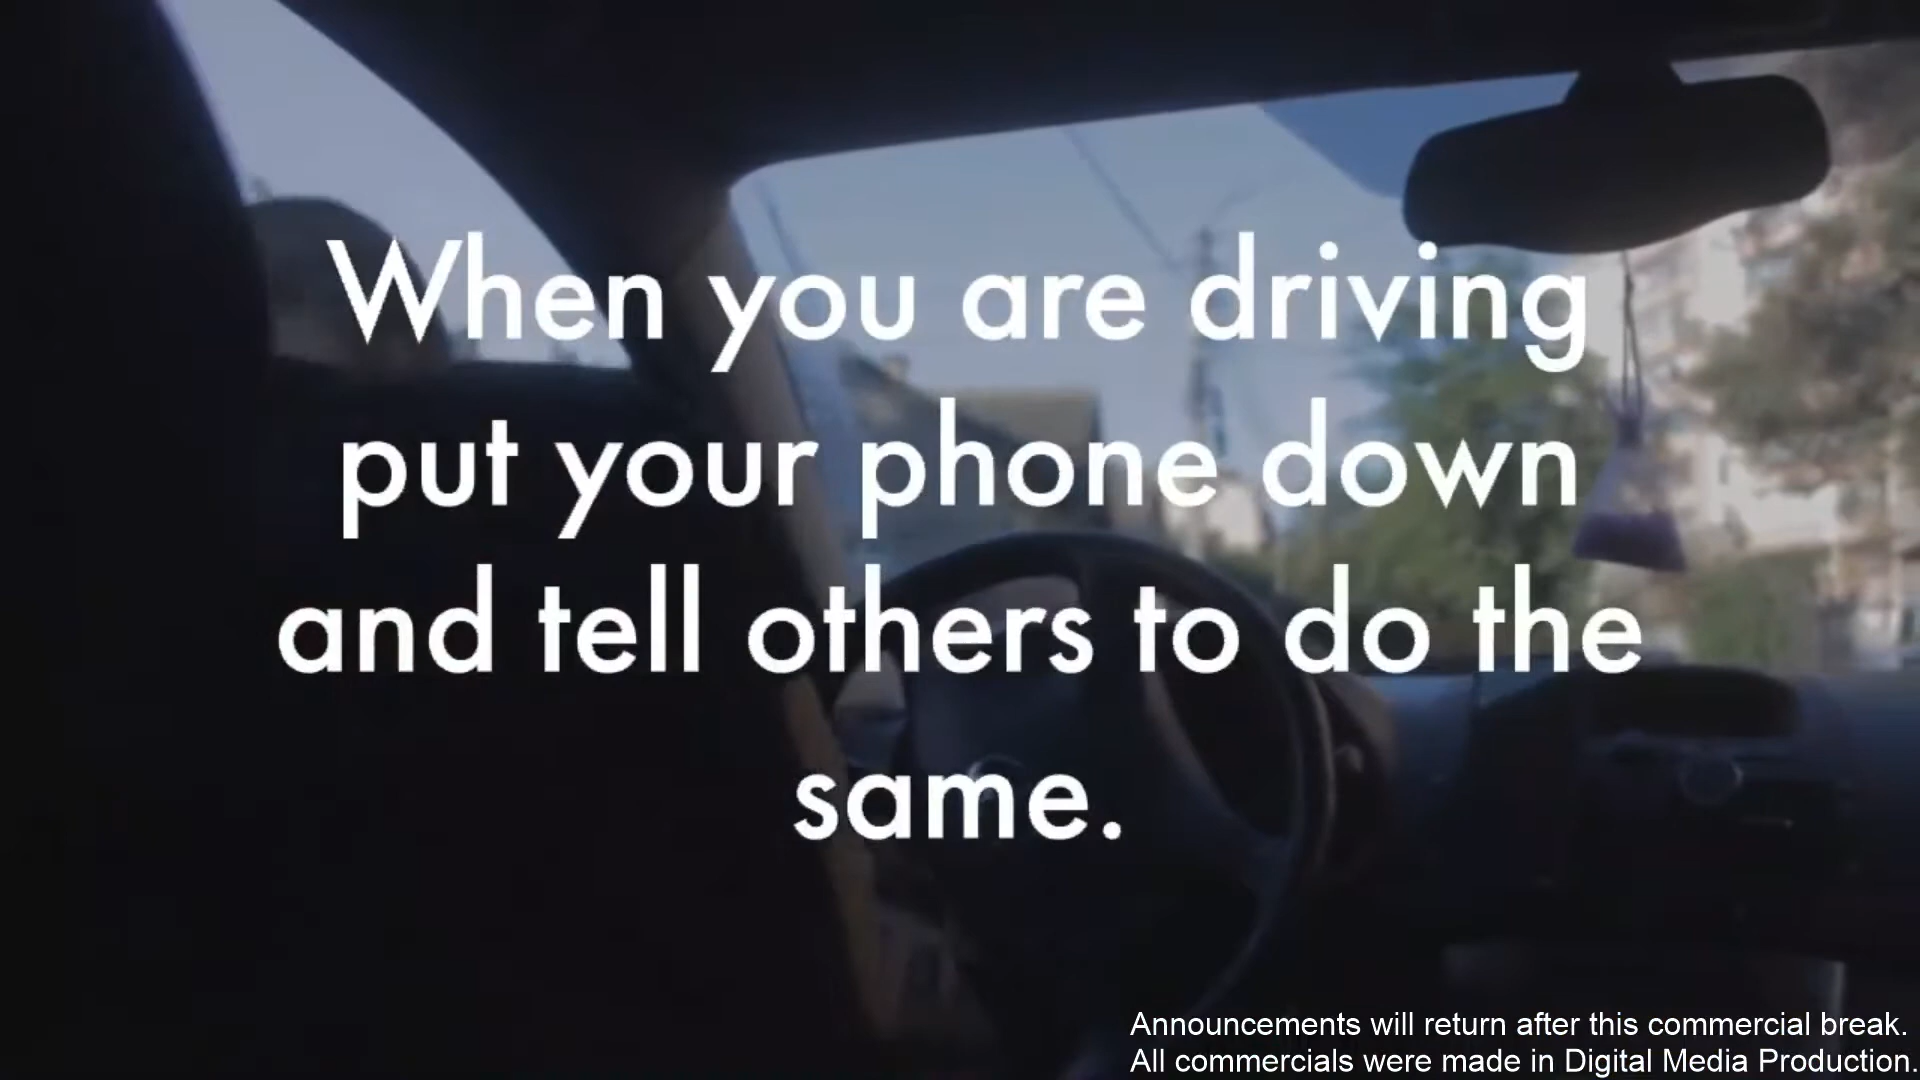 When you are driving
put your phone down
and tell others to do the
same.
Announcements will return after this commercial break.
All commercials were made in Digital Media Production.